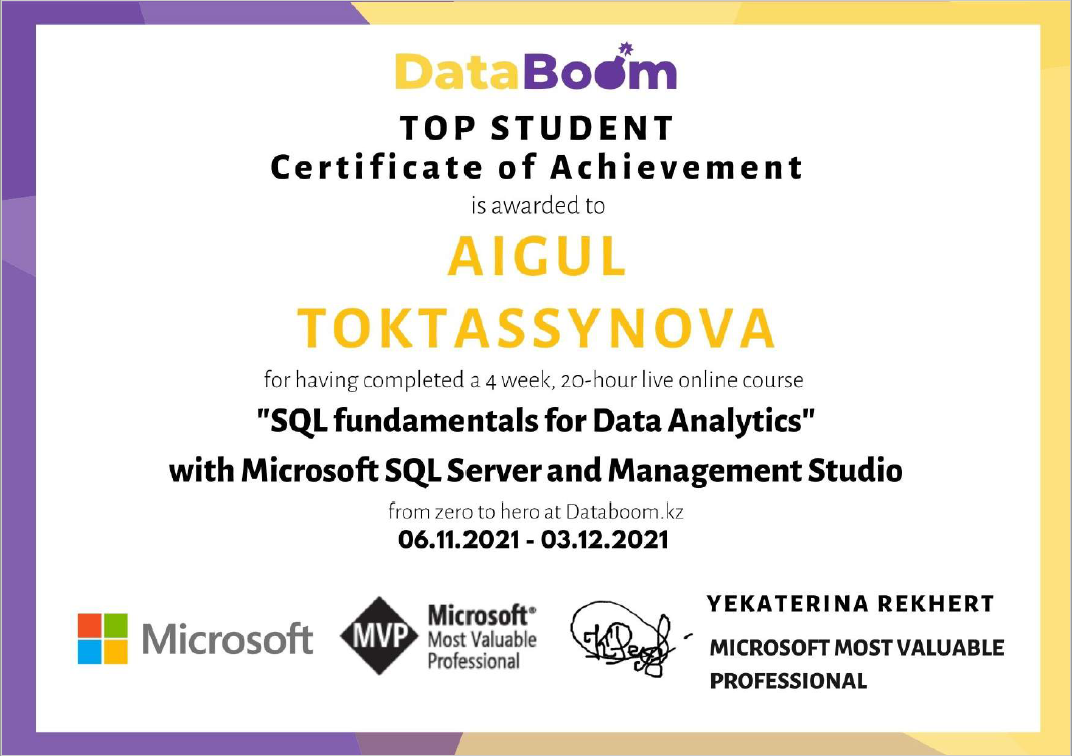 DataBoom
TOP STUDENT
Certificate of Achievement
is awarded to
AIGUL
TOKTASSYNOVA
for having completed a 4 week, 20-hour live online course
"SQL fundamentals for Data Analytics"
with Microsoft SQL Server and Management Studio
from zero to hero at Databoom.kz
06.11.2021 - 03.12.2021
Microsoft
MVP
Microsoft®
Most Valuable
Professional
YEKATERINA REKHERT
MICROSOFT MOST VALUABLE
PROFESSIONAL